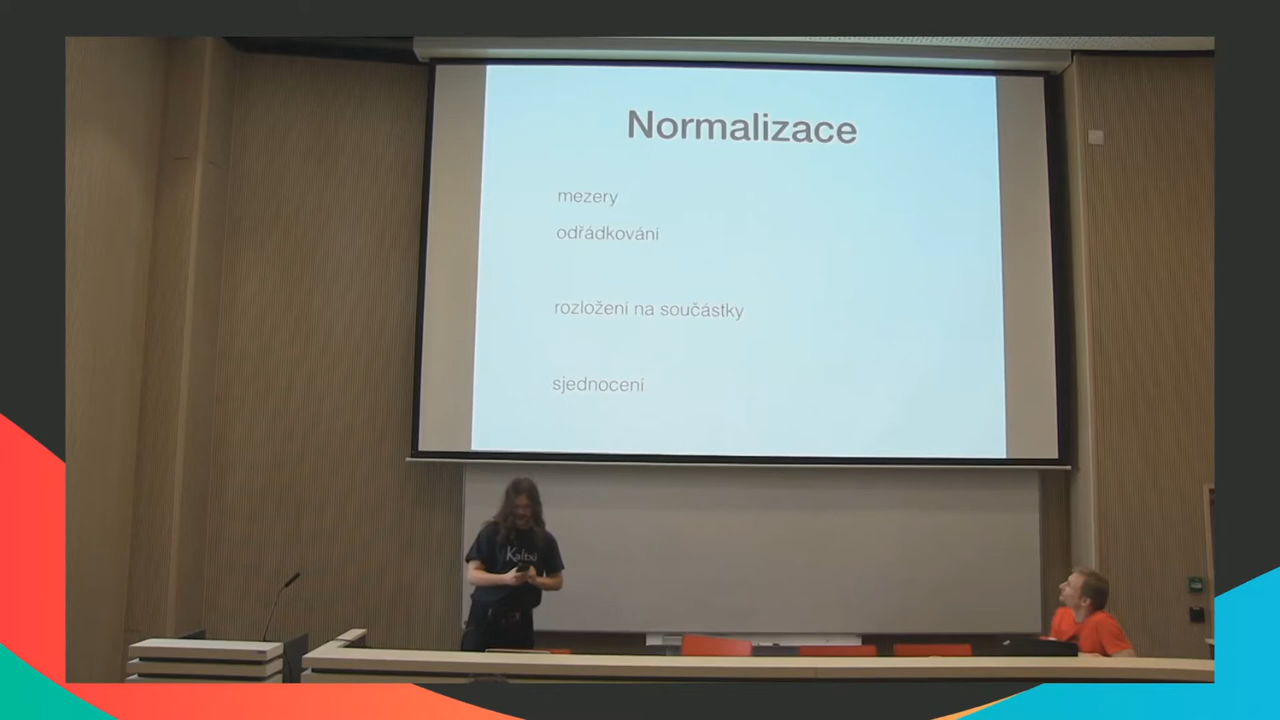 Normalizace
mezery
odřádkování
rozložení na součástky
sjednocení